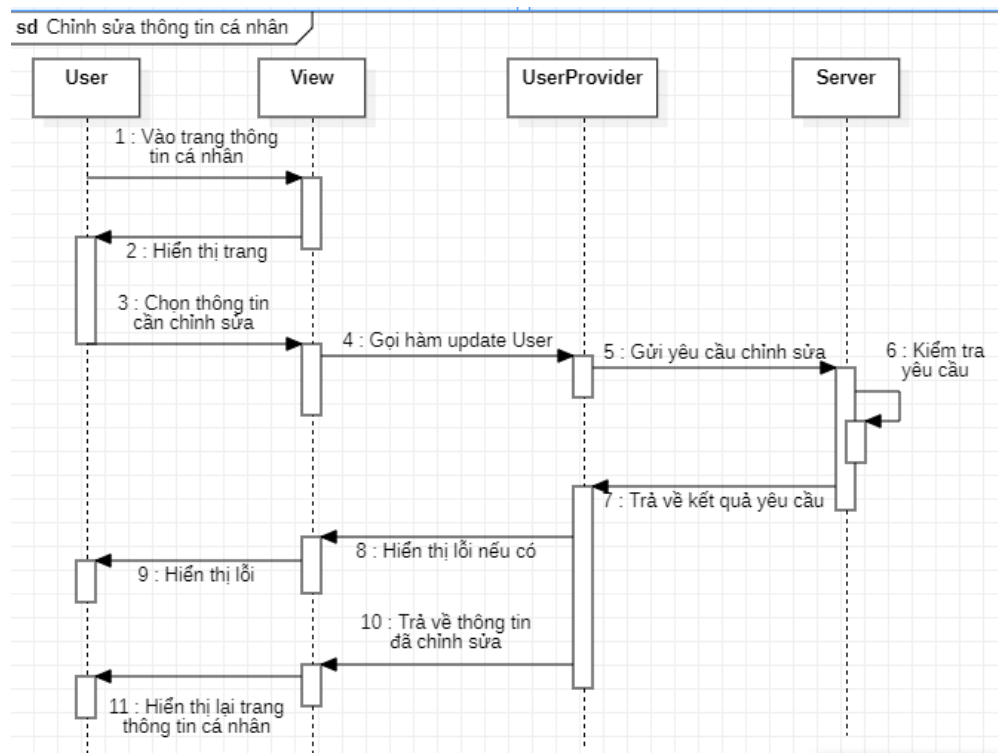 sd Chỉnh sửa thông tin cá nhân
User
View
UserProvider
Server
1 : Vào trang thông
tin cá nhân
2 : Hiển thị trang
3 : Chọn thông tin
cần chỉnh sửa
4 : Gọi hàm update User
5 : Gửi yêu cầu chỉnh sửa
6 : Kiểm tra
yêu cầu
7 : Trả về kết quả yêu cầu
8 : Hiển thị lỗi nếu có
9 : Hiển thị lỗi
10 : Trả về thông tin
đã chỉnh sửa
11 : Hiển thị lại trang
thông tin cá nhân